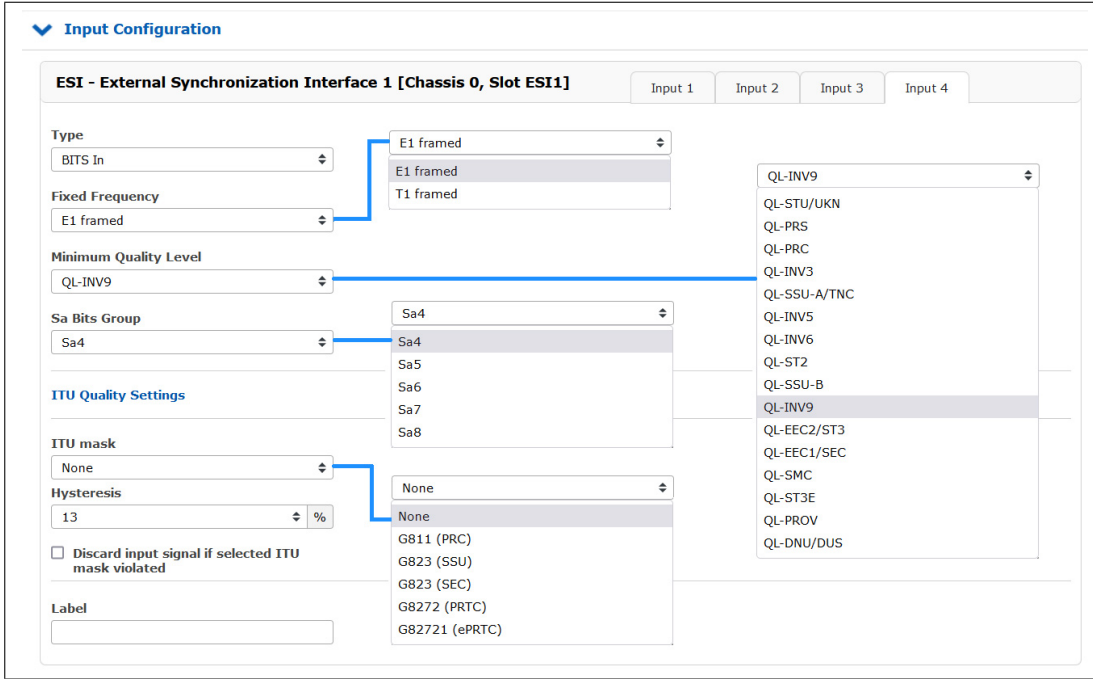 Input Configuration
ESI - External Synchronization Interface 1 [Chassis 0, Slot ESI1]
Input 1
Input 2
Input 3
Input 4
Type
BITS In
Fixed Frequency
E1 framed
Minimum Quality Level
QL-INV9
Sa Bits Group
Sa4
ITU Quality Settings
ITU mask
None
Hysteresis
13
%
Discard input signal if selected ITU
mask violated
Label
E1 framed
E1 framed
T1 framed
Sa4
Sa4
Sa5
Sa6
Sa7
Sa8
None
None
G811 (PRC)
G823 (SSU)
G823 (SEC)
G8272 (PRTC)
G82721 (ePRTC)
QL-INV9
QL-STU/UKN
QL-PRS
QL-PRC
QL-INV3
QL-SSU-A/TNC
QL-INV5
QL-INV6
QL-ST2
QL-SSU-B
QL-INV9
QL-EEC2/ST3
QL-EEC1/SEC
QL-SMC
QL-ST3E
QL-PROV
QL-DNU/DUS